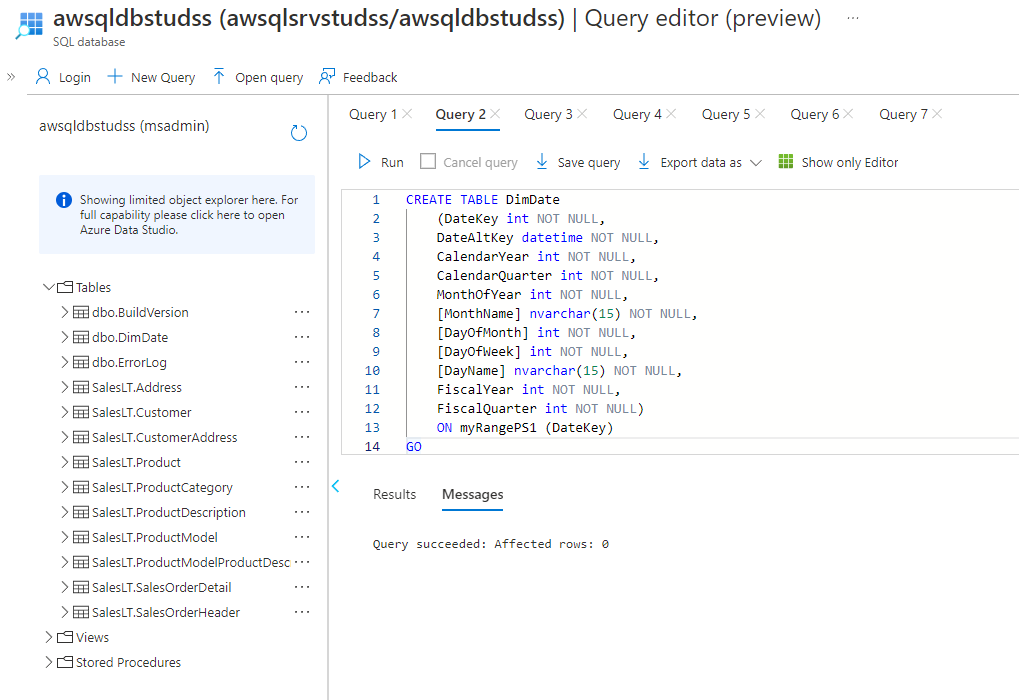 awsqldbstudss (awsqlsrvstudss/awsqldbstudss) | Query editor (preview) ...
SQL database
» Login New Query Open query Feedback
awsqldbstudss (msadmin)
Showing limited object explorer here. For
full capability please click here to open
Azure Data Studio.
Tables
dbo.BuildVersion ...
dbo.DimDate ...
dbo.ErrorLog ...
SalesLT.Address ...
SalesLT.Customer ...
SalesLT.CustomerAddress ...
SalesLT.Product ...
SalesLT.ProductCategory ...
SalesLT.ProductDescription ...
SalesLT.ProductModel ...
SalesLT.ProductModelProductDesc ...
SalesLT.SalesOrderDetail ...
SalesLT.SalesOrderHeader ...
Views
Stored Procedures
Query 1 Query 2 Query 3 Query 4 Query 5 Query 6 Query 7
Run Cancel query Save query Export data as Show only Editor
1 CREATE TABLE DimDate
2 (DateKey int NOT NULL,
3 DateAltKey datetime NOT NULL,
4 CalendarYear int NOT NULL,
5 CalendarQuarter int NOT NULL,
6 MonthOfYear int NOT NULL,
7 [MonthName] nvarchar(15) NOT NULL,
8 [DayOfMonth] int NOT NULL,
9 [DayOfWeek] int NOT NULL,
10 [DayName] nvarchar(15) NOT NULL,
11 FiscalYear int NOT NULL,
12 FiscalQuarter int NOT NULL)
13 ON myRangePS1 (DateKey)
14 GO
Results Messages
Query succeeded: Affected rows: 0